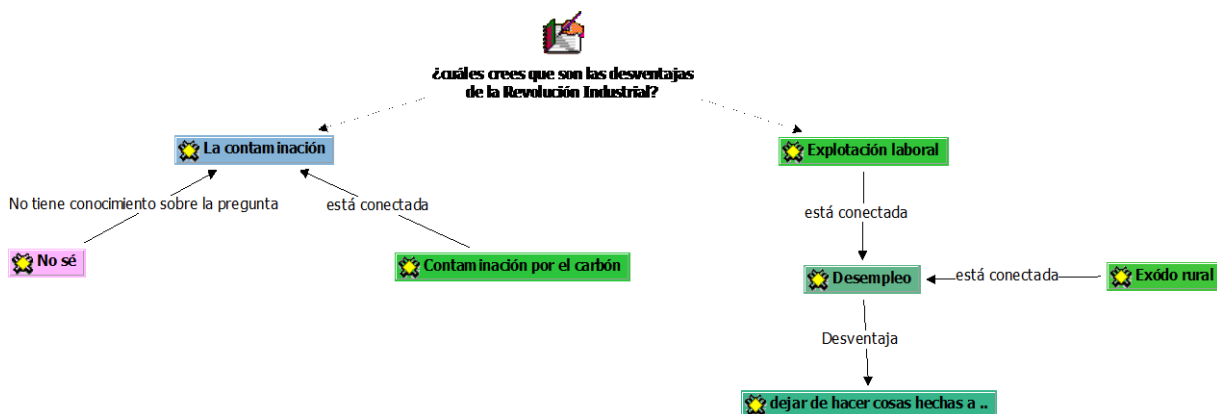 ¿cuáles crees que son las desventajas
de la Revolución Industrial?
La contaminación
Explotación laboral
No tiene conocimiento sobre la pregunta
está conectada
está conectada
No sé
Contaminación por el carbón
Desempleo
está conectada
Exódo rural
Desventaja
dejar de hacer cosas hechas a ..